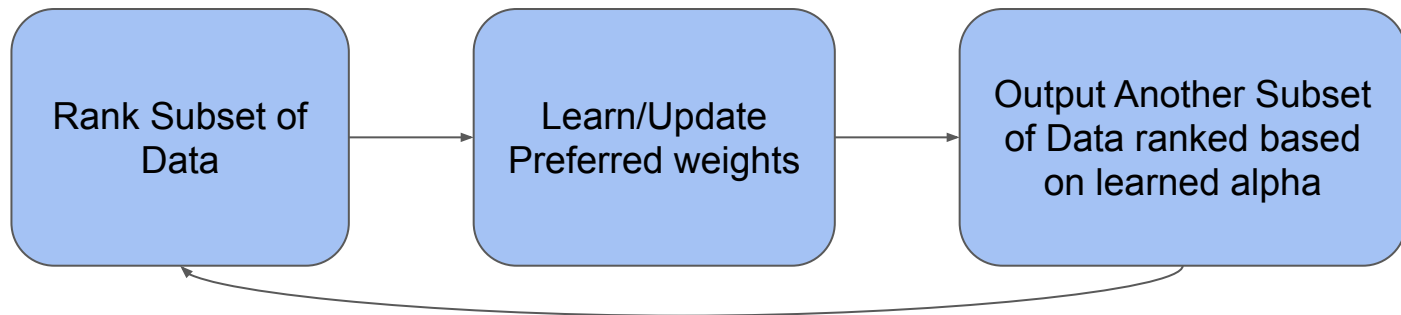 Rank Subset of
Data
Learn/Update
Preferred weights
Output Another Subset
of Data ranked based
on learned alpha